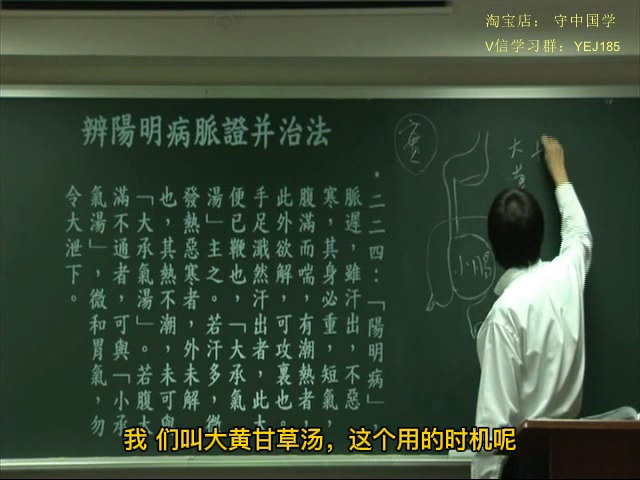 淘宝店： 守中国学
V信学习群：YEJ185
辨陽明病脈證并治法
·二二四：「陽明病」，
脈遲，雖汗出，不惡
寒，其身必重，短氣，
腹滿而喘，有潮熱者，
此外欲解，可攻裏也。
手足濈然汗出者，此大
便已鞭也，「大承氣
湯」主之。若汗多，微
發熱惡寒者，外未解
也，其熱不潮，未可與
「大承氣湯」。若腹大
滿不通者，可與「小承
氣湯」，微和胃氣，勿
令大泄下。
實
小腸
大黃
我 们叫大黄甘草汤，这个用的时机呢